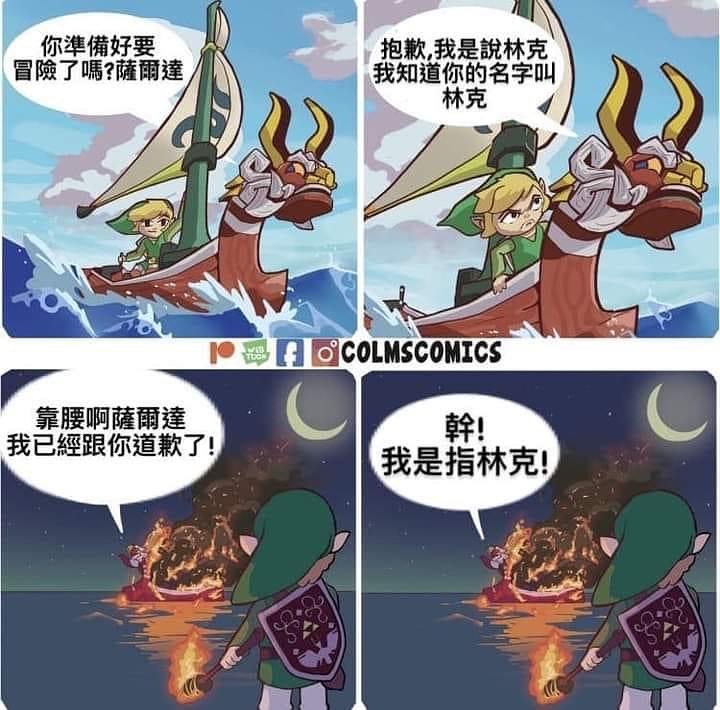 你準備好要
冒險了嗎?薩爾達
抱歉,我是說林克
我知道你的名字叫
林克
WEB
TOON
COLMSCOMICS
靠腰啊薩爾達
我已經跟你道歉了!
幹!
我是指林克!